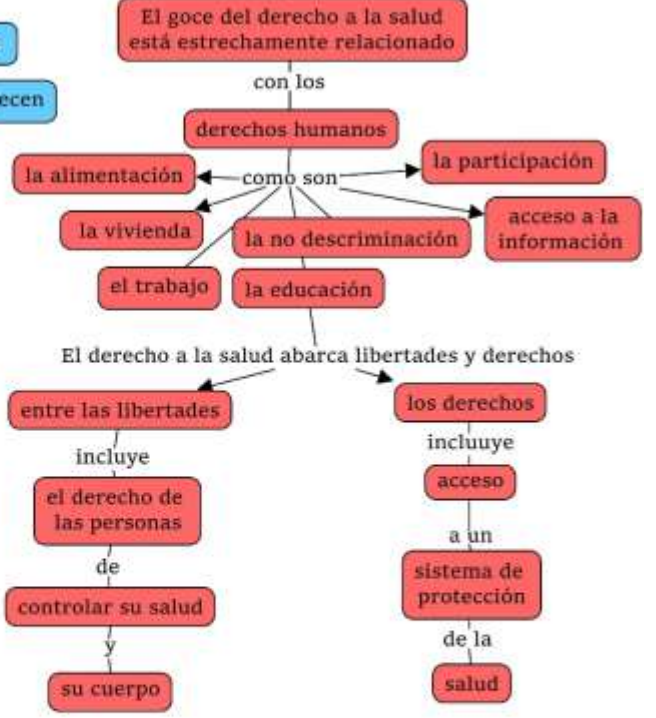 El goce del derecho a la salud
está estrechamente relacionado
ecen
con los
derechos humanos
como son
la alimentación
la participación
la vivienda
la no descriminación
acceso a la
información
el trabajo
la educación
El derecho a la salud abarca libertades y derechos
entre las libertades
incluye
el derecho de
las personas
de
controlar su salud
y
su cuerpo
los derechos
incluuye
acceso
a un
sistema de
protección
de la
salud